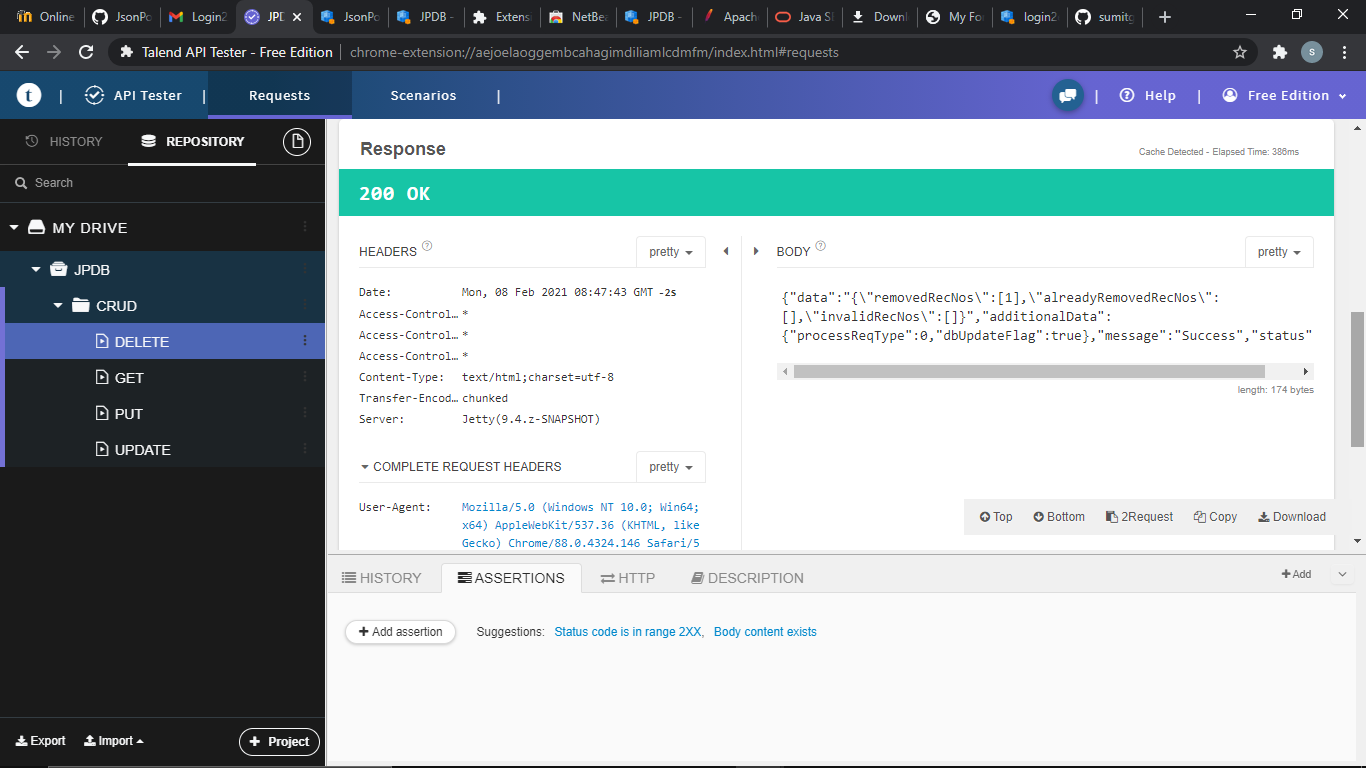 Online
JsonPo
Login2
JPD
JsonPo
JPDB -
Extens
NetBea
JPDB -
Apach
Java S
Downl
My Fo
login2
sumitg
Talend API Tester - Free Edition
chrome-extension://aejoelaoggembcahagimdiliamlcdmfm/index.html#requests
S
t | API Tester | Requests Scenarios | | Help | Free Edition
HISTORY REPOSITORY
Search
MY DRIVE
JPDB
CRUD
DELETE
GET
PUT
UPDATE
Export Import + Project
Response
Cache Detected - Elapsed Time: 386ms
200 OK
HEADERS ? pretty
Date: Mon, 08 Feb 2021 08:47:43 GMT -2s
Access-Control… *
Access-Control… *
Access-Control… *
Content-Type: text/html;charset=utf-8
Transfer-Encod… chunked
Server: Jetty(9.4.z-SNAPSHOT)
COMPLETE REQUEST HEADERS pretty
User-Agent: Mozilla/5.0 (Windows NT 10.0; Win64;
x64) AppleWebKit/537.36 (KHTML, like
Gecko) Chrome/88.0.4324.146 Safari/5
BODY ? pretty
{"data":"{\"removedRecNos\":[1],\"alreadyRemovedRecNos\":
[],\"invalidRecNos\":[]}","additionalData":
{"processReqType":0,"dbUpdateFlag":true},"message":"Success","status"
length: 174 bytes
Top Bottom 2Request Copy Download
HISTORY ASSERTIONS HTTP DESCRIPTION
+ Add
+ Add assertion Suggestions: Status code is in range 2XX, Body content exists